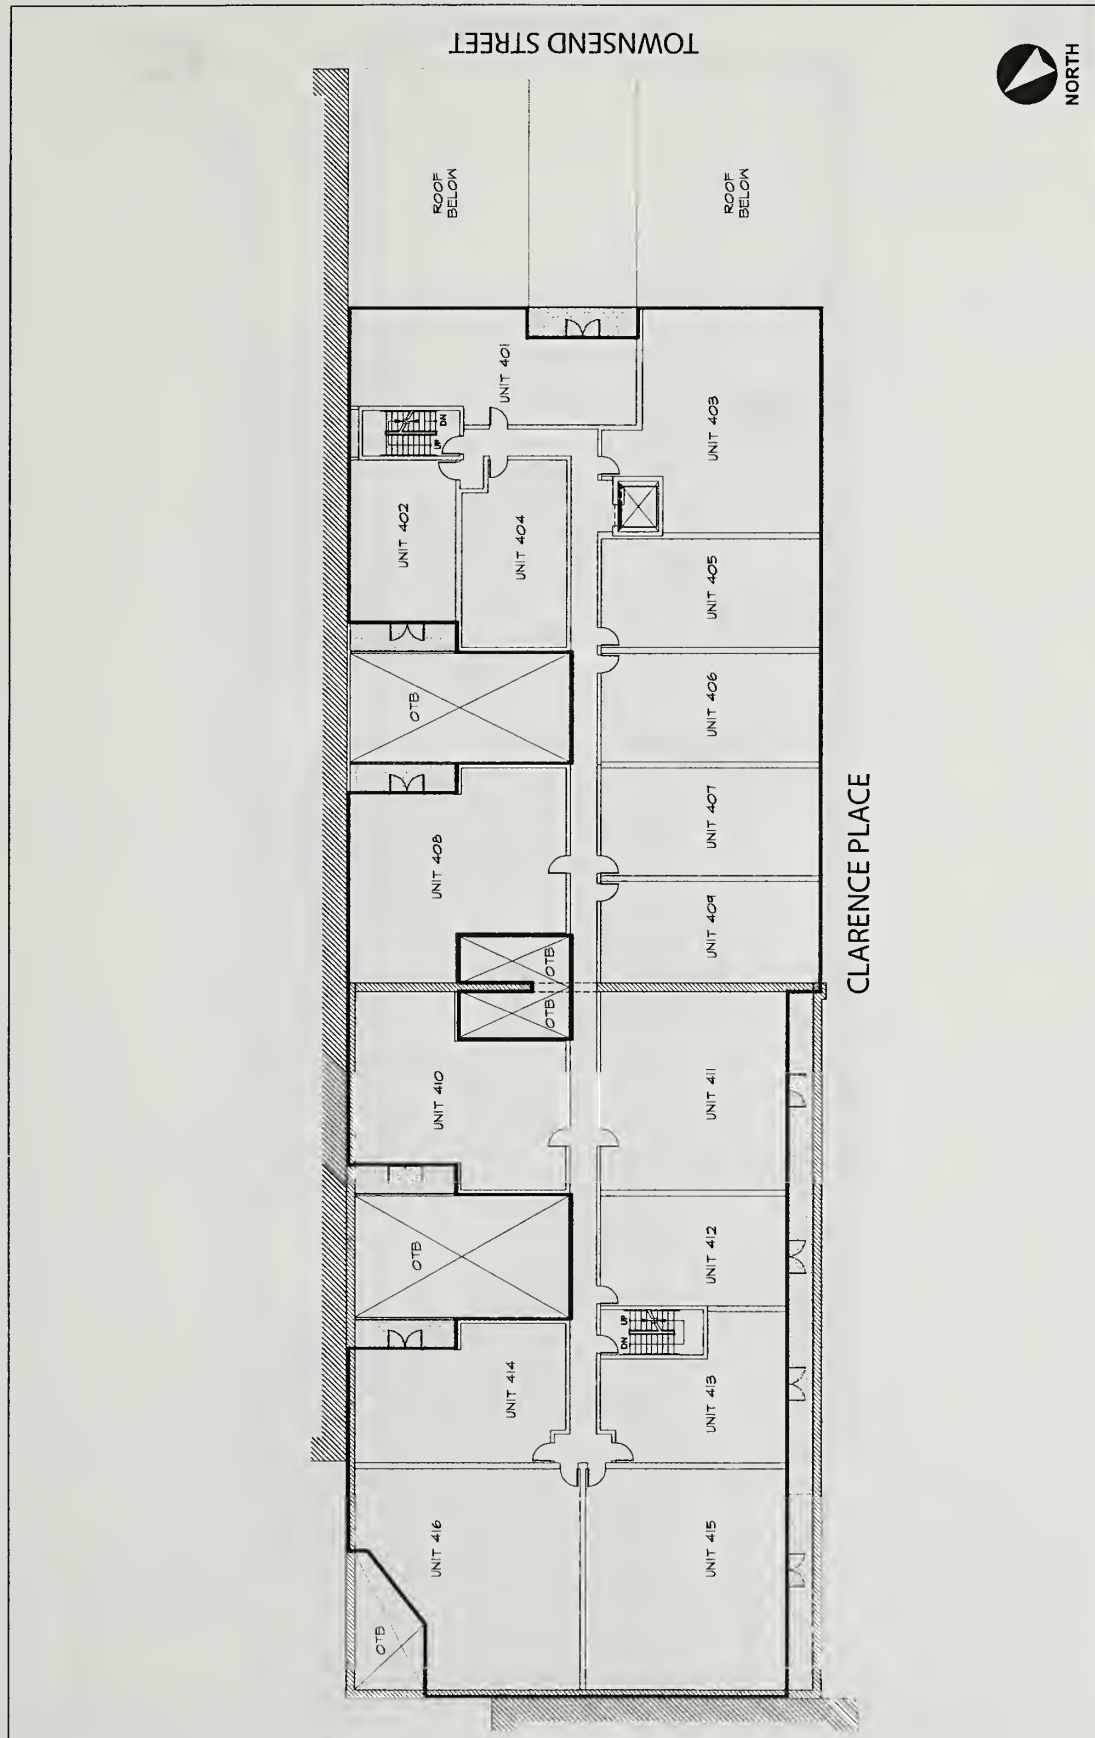 TOWNSEND STREET
NORTH
ROOF
BELOW
ROOF
BELOW
UNIT 401
DN
UP
UNIT 403
UNIT 402
UNIT 404
UNIT 405
UNIT 406
OTB
UNIT 407
UNIT 408
UNIT 409
CLARENCE PLACE
OTB
OTB
UNIT 410
UNIT 411
OTB
UNIT 412
UP
DN
UNIT 414
UNIT 413
UNIT 416
UNIT 415
OTB